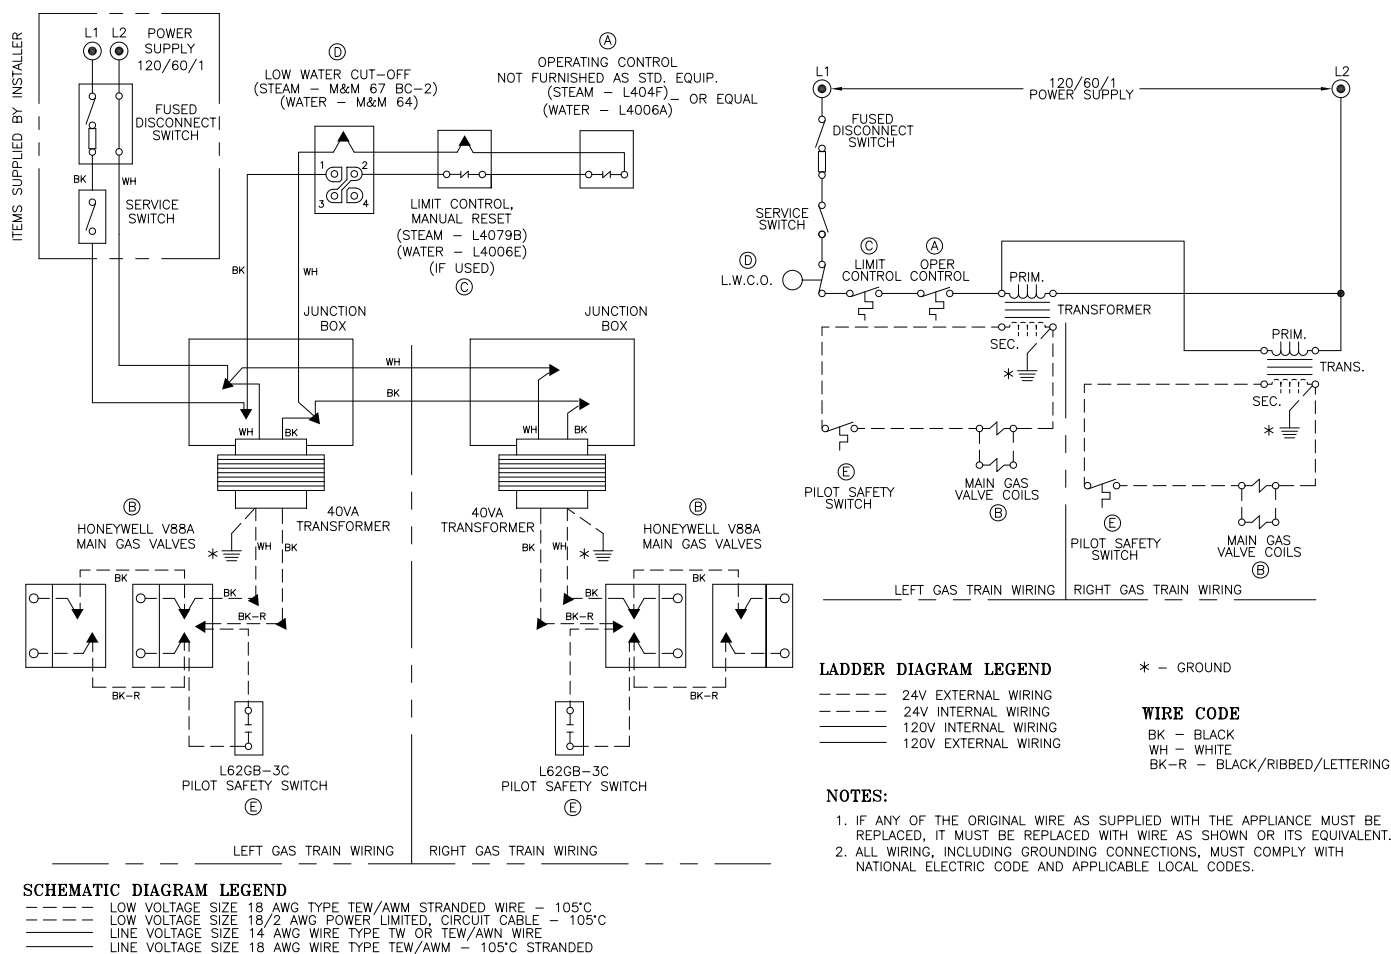 ITEMS SUPPLIED BY INSTALLER
L1 L2
POWER
SUPPLY
120/60/1
FUSED
DISCONNECT
SWITCH
BK
WH
SERVICE
SWITCH
D
LOW WATER CUT-OFF
(STEAM - M&M 67 BC-2)
(WATER - M&M 64)
A
OPERATING CONTROL
NOT FURNISHED AS STD. EQUIP.
(STEAM - L404F)
(WATER - L4006A)
- OR EQUAL
1 2
3 4
LIMIT CONTROL,
MANUAL RESET
(STEAM - L4079B)
(WATER - L4006E)
(IF USED)
C
BK
WH
JUNCTION
BOX
JUNCTION
BOX
WH
BK
WH
BK
WH
BK
40VA
TRANSFORMER
40VA
TRANSFORMER
B
HONEYWELL V88A
MAIN GAS VALVES
B
HONEYWELL V88A
MAIN GAS VALVES
*
WH
BK
BK
WH
*
BK
BK
BK-R
BK-R
BK
BK
BK-R
BK-R
L62GB-3C
PILOT SAFETY SWITCH
E
L62GB-3C
PILOT SAFETY SWITCH
E
LEFT GAS TRAIN WIRING
RIGHT GAS TRAIN WIRING
SCHEMATIC DIAGRAM LEGEND
LOW VOLTAGE SIZE 18 AWG TYPE TEW/AWM STRANDED WIRE - 105°C
LOW VOLTAGE SIZE 18/2 AWG POWER LIMITED, CIRCUIT CABLE - 105°C
LINE VOLTAGE SIZE 14 AWG WIRE TYPE TW OR TEW/AWN WIRE
LINE VOLTAGE SIZE 18 AWG WIRE TYPE TEW/AWM - 105°C STRANDED
L1
120/60/1
POWER SUPPLY
L2
FUSED
DISCONNECT
SWITCH
SERVICE
SWITCH
D
L.W.C.O.
C
LIMIT
CONTROL
A
OPER
CONTROL
PRIM.
TRANSFORMER
SEC.
*
PRIM.
TRANS.
SEC.
*
E
PILOT SAFETY
SWITCH
MAIN GAS
VALVE COILS
B
E
PILOT SAFETY
SWITCH
MAIN GAS
VALVE COILS
B
LEFT GAS TRAIN WIRING
RIGHT GAS TRAIN WIRING
LADDER DIAGRAM LEGEND
24V EXTERNAL WIRING
24V INTERNAL WIRING
120V INTERNAL WIRING
120V EXTERNAL WIRING
* - GROUND
WIRE CODE
BK - BLACK
WH - WHITE
BK-R - BLACK/RIBBED/LETTERING
NOTES:
1. IF ANY OF THE ORIGINAL WIRE AS SUPPLIED WITH THE APPLIANCE MUST BE
REPLACED, IT MUST BE REPLACED WITH WIRE AS SHOWN OR ITS EQUIVALENT.
2. ALL WIRING, INCLUDING GROUNDING CONNECTIONS, MUST COMPLY WITH
NATIONAL ELECTRIC CODE AND APPLICABLE LOCAL CODES.